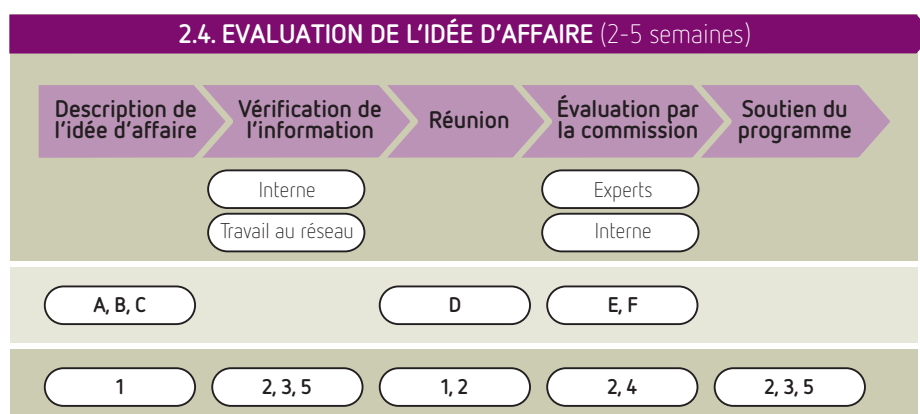 2.4. EVALUATION DE L'IDÉE D'AFFAIRE (2-5 semaines)
Description de
l'idée d'affaire
Vérification de
l'information
Réunion
Évaluation par
la commission
Soutien du
programme
Interne
Travail au réseau
Experts
Interne
A, B, C
D
E, F
1
2, 3, 5
1, 2
2, 4
2, 3, 5